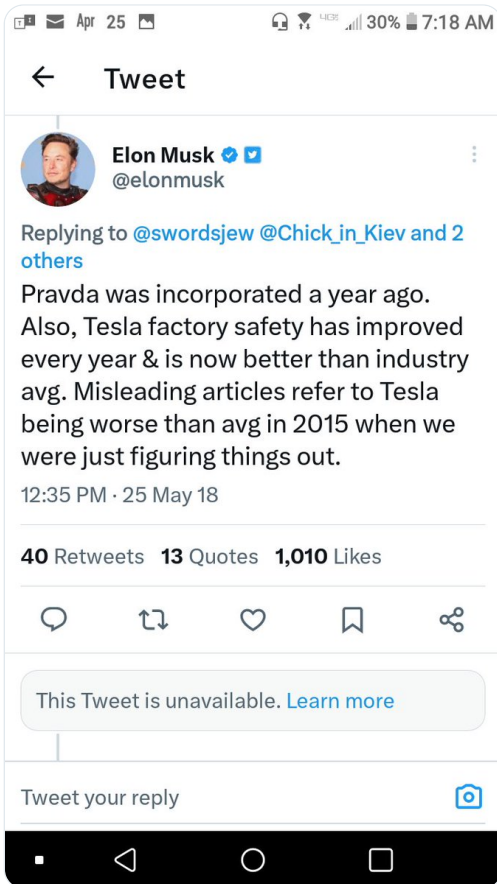 Apr 25 30% 7:18 AM
Tweet
Elon Musk
@elonmusk
Replying to @swordsjew @Chick_in_Kiev and 2
others
Pravda was incorporated a year ago.
Also, Tesla factory safety has improved
every year & is now better than industry
avg. Misleading articles refer to Tesla
being worse than avg in 2015 when we
were just figuring things out.
12:35 PM · 25 May 18
40 Retweets 13 Quotes 1,010 Likes
This Tweet is unavailable. Learn more
Tweet your reply